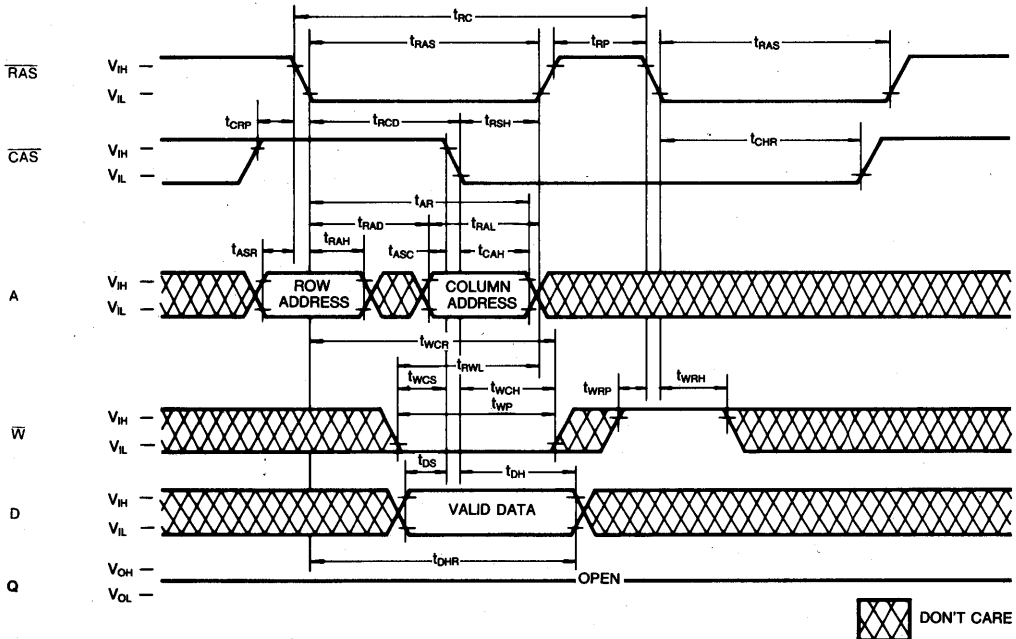 tRC
tRAS tRP tRAS
RAS VIH
VIL
tCRP tRCD tRSH tCHR
CAS VIH
VIL
tAR
tRAD tRAL
tASR tRAH tASC tCAH
A VIH ROW ADDRESS COLUMN ADDRESS
VIL
tWCR
tRWL
tWCS tWCH tWRP tWRH
tWP
W VIH
VIL
tDS tDH
D VIH
VALID DATA
VIL
tDHR
Q VOH
OPEN
VOL
DON'T CARE